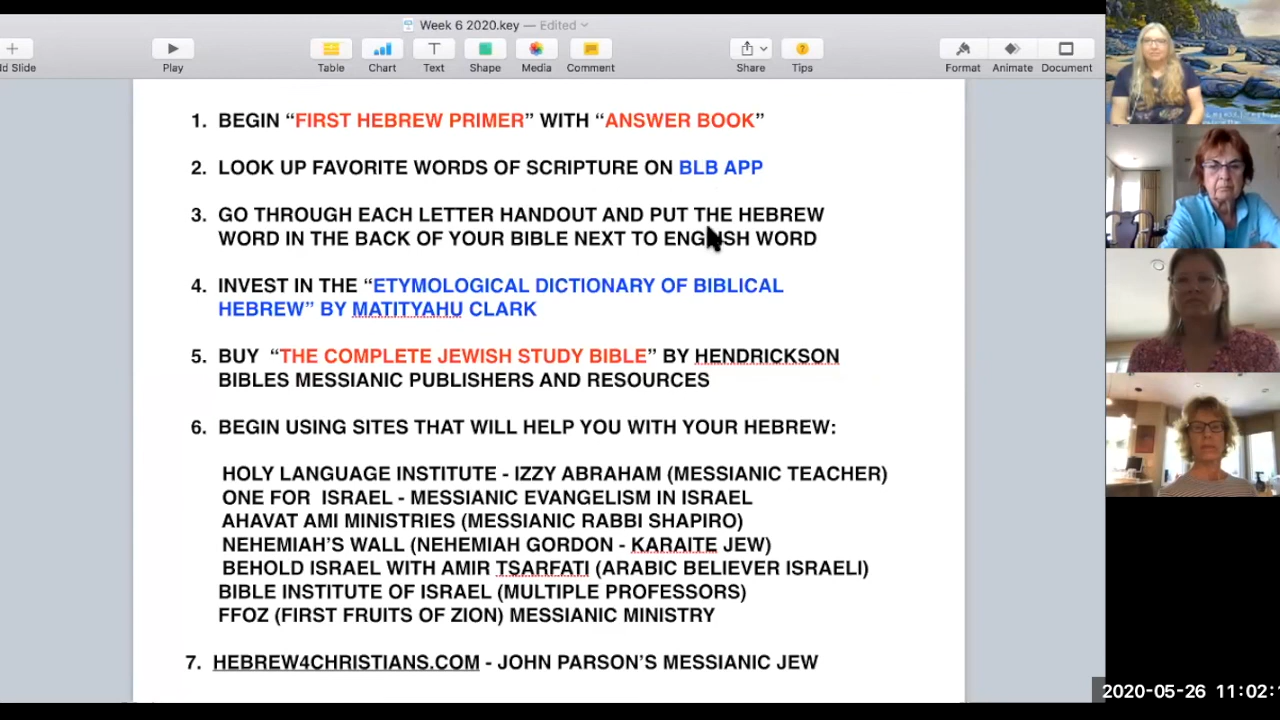 Week 6 2020.key — Edited
dd Slide
Play
Table
Chart
Text
Shape
Media
Comment
Share
Tips
Format
Animate
Document
1. BEGIN “FIRST HEBREW PRIMER” WITH “ANSWER BOOK”
2. LOOK UP FAVORITE WORDS OF SCRIPTURE ON BLB APP
3. GO THROUGH EACH LETTER HANDOUT AND PUT THE HEBREW
WORD IN THE BACK OF YOUR BIBLE NEXT TO ENGLISH WORD
4. INVEST IN THE “ETYMOLOGICAL DICTIONARY OF BIBLICAL
HEBREW” BY MATITYAHU CLARK
5. BUY “THE COMPLETE JEWISH STUDY BIBLE” BY HENDRICKSON
BIBLES MESSIANIC PUBLISHERS AND RESOURCES
6. BEGIN USING SITES THAT WILL HELP YOU WITH YOUR HEBREW:
HOLY LANGUAGE INSTITUTE - IZZY ABRAHAM (MESSIANIC TEACHER)
ONE FOR ISRAEL - MESSIANIC EVANGELISM IN ISRAEL
AHAVAT AMI MINISTRIES (MESSIANIC RABBI SHAPIRO)
NEHEMIAH’S WALL (NEHEMIAH GORDON - KARAITE JEW)
BEHOLD ISRAEL WITH AMIR TSARFATI (ARABIC BELIEVER ISRAELI)
BIBLE INSTITUTE OF ISRAEL (MULTIPLE PROFESSORS)
FFOZ (FIRST FRUITS OF ZION) MESSIANIC MINISTRY
7. HEBREW4CHRISTIANS.COM - JOHN PARSON’S MESSIANIC JEW
2020-05-26 11:02: